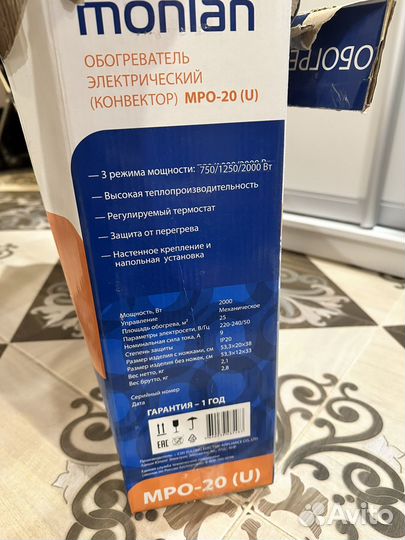 monlan
ОБОГРЕВАТЕЛЬ
ЭЛЕКТРИЧЕСКИЙ
(КОНВЕКТОР) МРО-20 (U)
ОБОГРЕ
— 3 режима мощности: 750/1250/2000 Вт
— Высокая теплопроизводительность
— Регулируемый термостат
— Защита от перегрева
— Настенное крепление и
напольная установка
Мощность, Вт 2000
Управление Механическое
Площадь обогрева, м² 25
Параметры электросети, В/Гц 220-240/50
Номинальная сила тока, А 9
Степень защиты IP20
Размер изделия с ножками, см 53,3×20×38
Размер изделия без ножек, см 53,3×12×33
Вес нетто, кг 2,1
Вес брутто, кг 2,8
Серийный номер
Дата
ГАРАНТИЯ – 1 ГОД
EAC
МРО-20 (U)
Avito